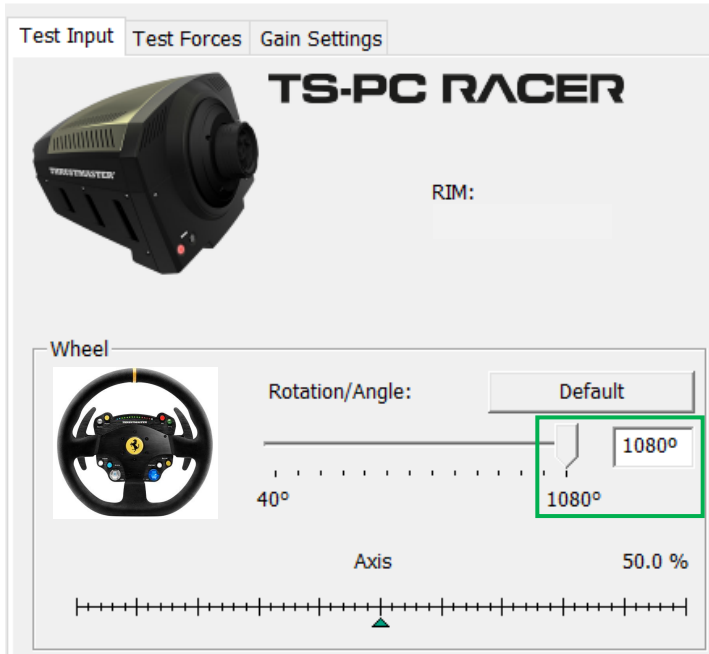 Test Input Test Forces Gain Settings
TS-PC RACER
THRUSTMASTER
RIM:
Wheel
Rotation/Angle: Default
1080º
40º 1080º
Axis 50.0 %